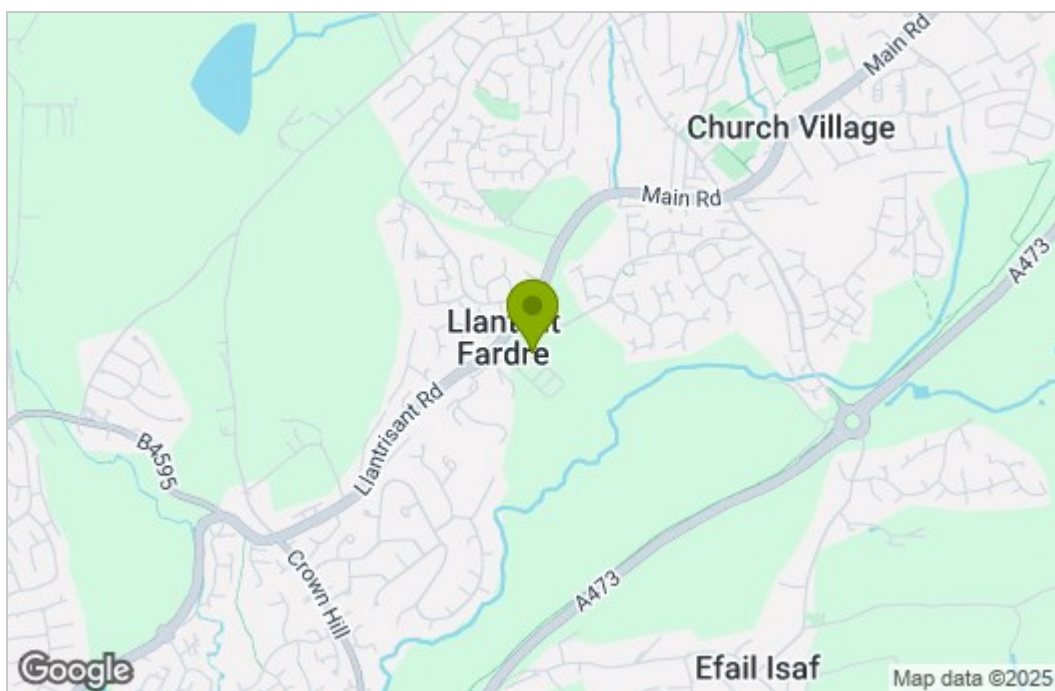 Main Rd
Church Village
Main Rd
A473
Fardre
Llantrisant Rd
B4595
Crown Hill
A473
Efail Isaf
Google
Map data ©2025